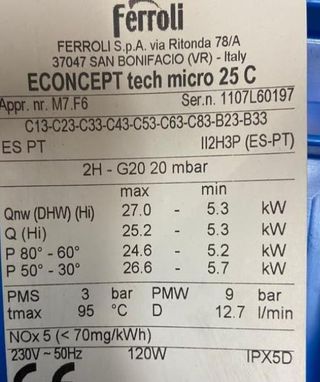 Ferroli
FERROLI S.p.A. via Ritonda 78/A
37047 SAN BONIFACIO (VR) - Italy
ECONCEPT tech micro 25 C
Appr. nr. M7.F6 Ser.n. 1107L60197
C13-C23-C33-C43-C53-C63-C83-B23-B33
ES PT II2H3P (ES-PT)
2H - G20 20 mbar
max min
Qnw (DHW) (Hi) 27.0 - 5.3 kW
Q (Hi) 25.2 - 5.3 kW
P 80° - 60° 24.6 - 5.2 kW
P 50° - 30° 26.6 - 5.7 kW
PMS 3 bar PMW 9 bar
tmax 95 °C D 12.7 l/min
NOx 5 (< 70mg/kWh)
230V ~ 50Hz 120W IPX5D
CE